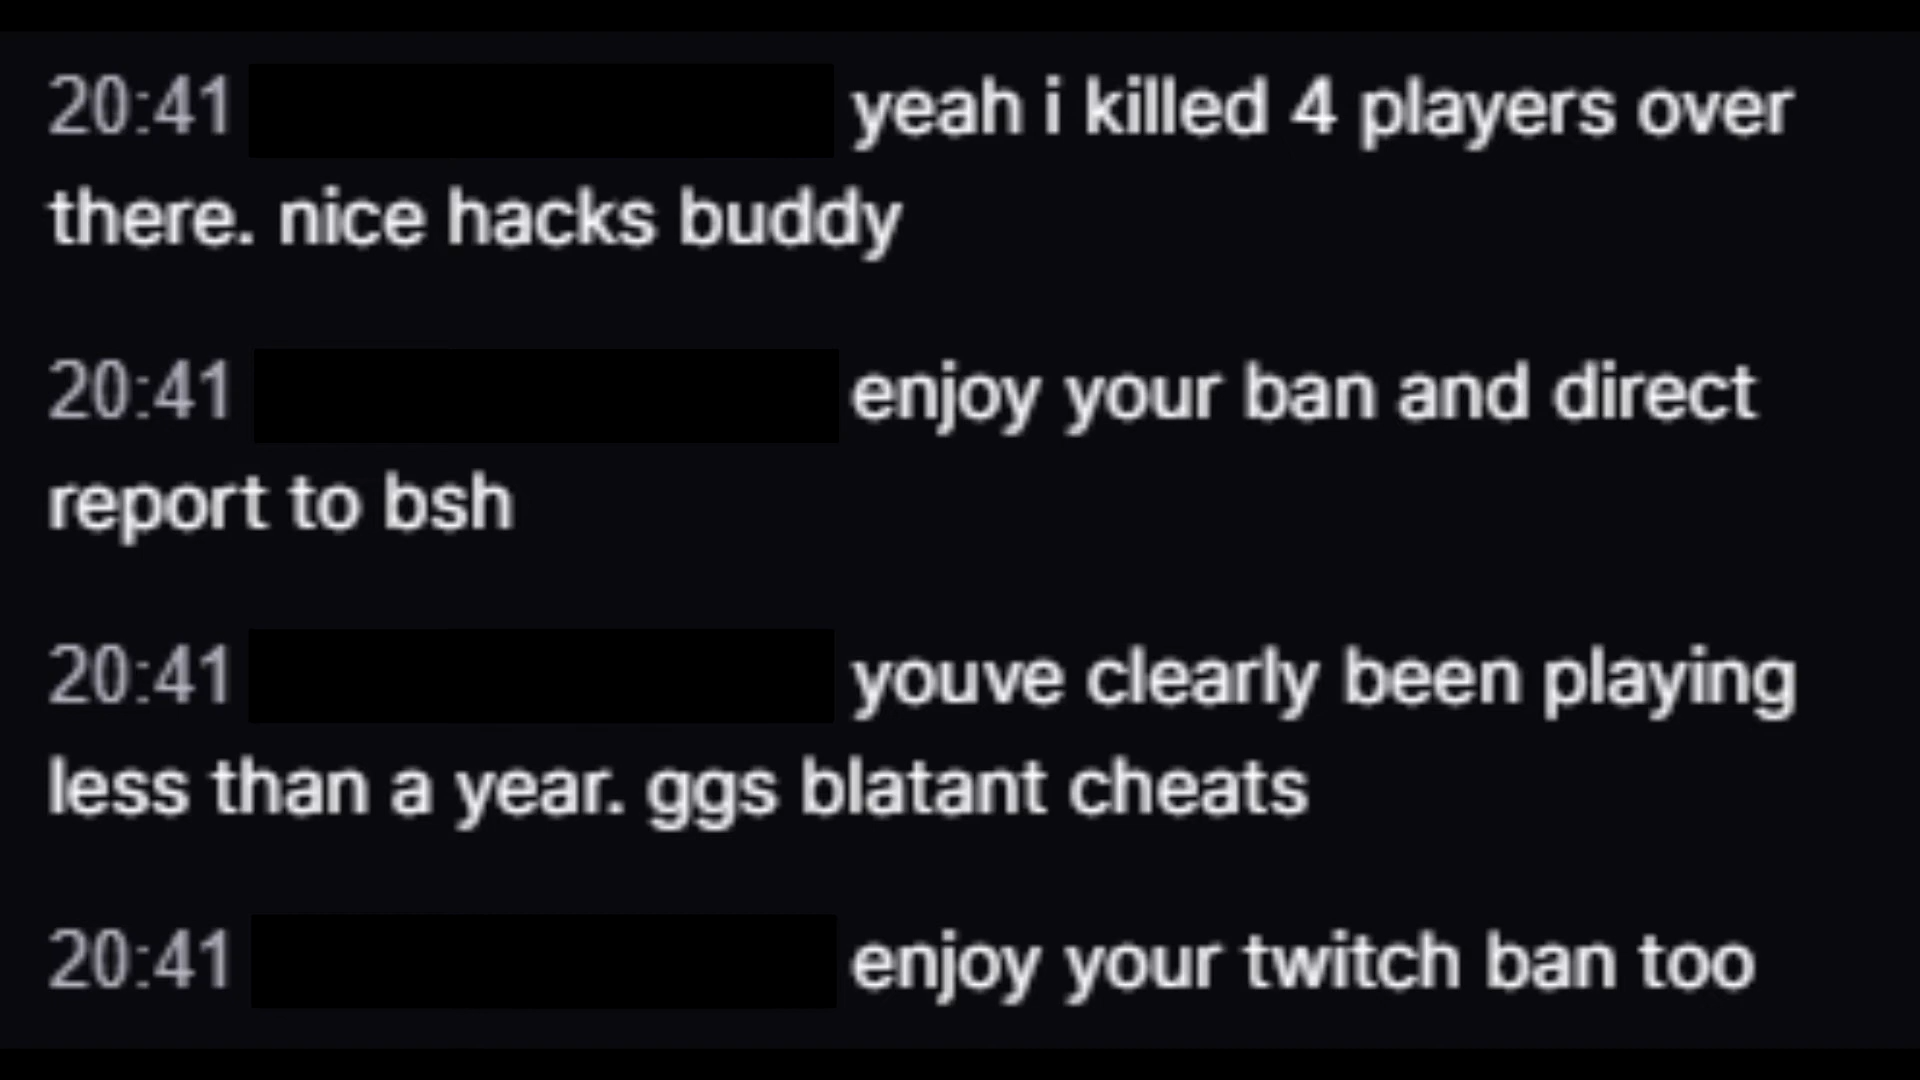 20:41 yeah i killed 4 players over
there. nice hacks buddy
20:41 enjoy your ban and direct
report to bsh
20:41 youve clearly been playing
less than a year. ggs blatant cheats
20:41 enjoy your twitch ban too